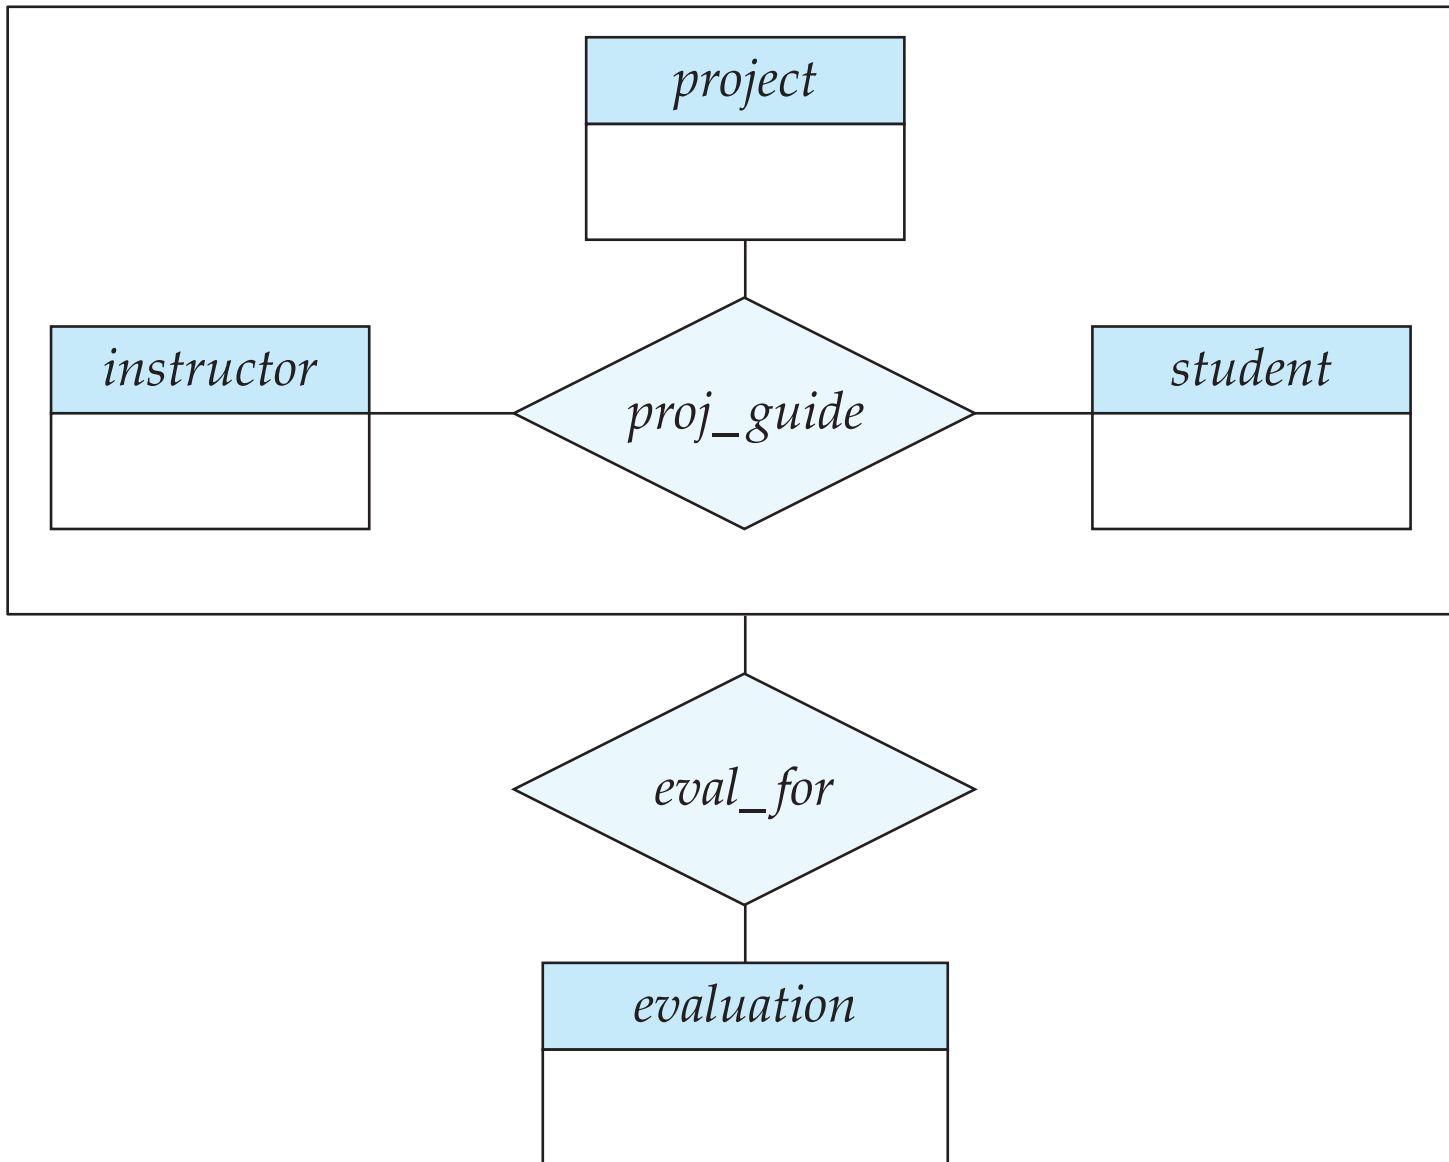 project
instructor
proj_guide
student
eval_for
evaluation